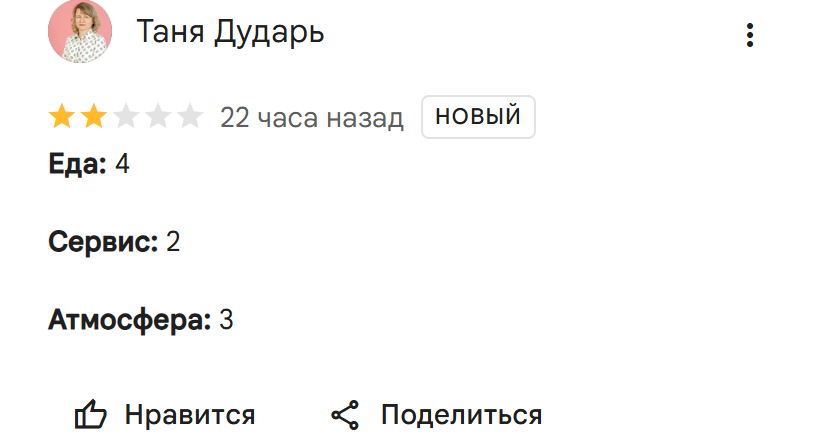 Таня Дударь
22 часа назад НОВЫЙ
Еда: 4
Сервис: 2
Атмосфера: 3
Нравится Поделиться